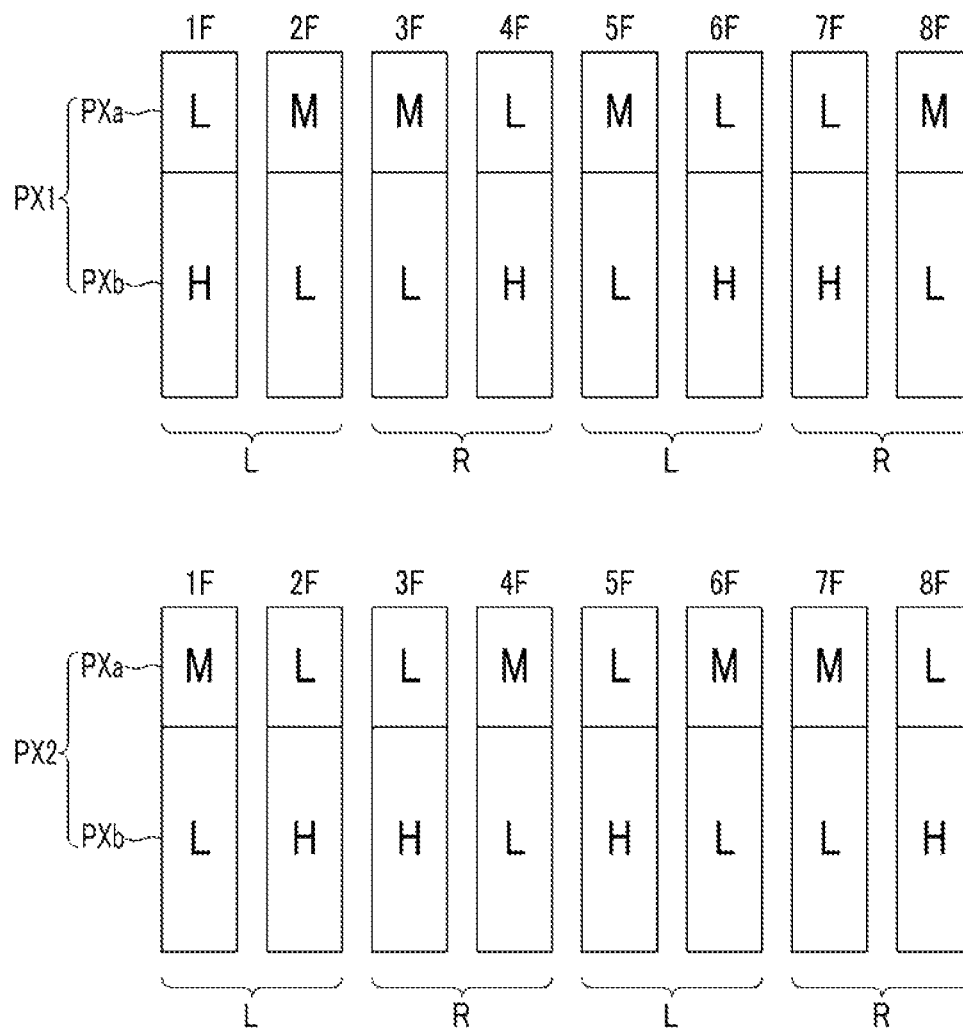 1F 2F 3F 4F 5F 6F 7F 8F
PXa L M M L M L L M
PX1
PXb H L L H L H H L
L R L R
1F 2F 3F 4F 5F 6F 7F 8F
PXa M L L M L M M L
PX2
PXb L H H L H L L H
L R L R